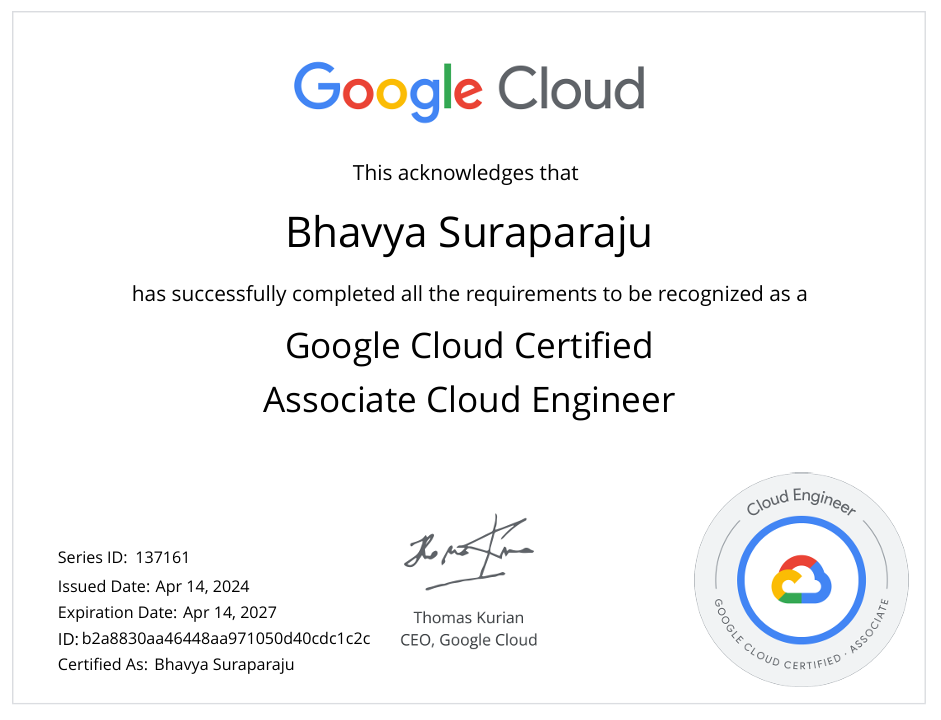 Google Cloud
This acknowledges that
Bhavya Suraparaju
has successfully completed all the requirements to be recognized as a
Google Cloud Certified
Associate Cloud Engineer
Series ID: 137161
Issued Date: Apr 14, 2024
Expiration Date: Apr 14, 2027
ID: b2a8830aa46448aa971050d40cdc1c2c
Certified As: Bhavya Suraparaju
Thomas Kurian
CEO, Google Cloud
Cloud Engineer
GOOGLE CLOUD CERTIFIED · ASSOCIATE